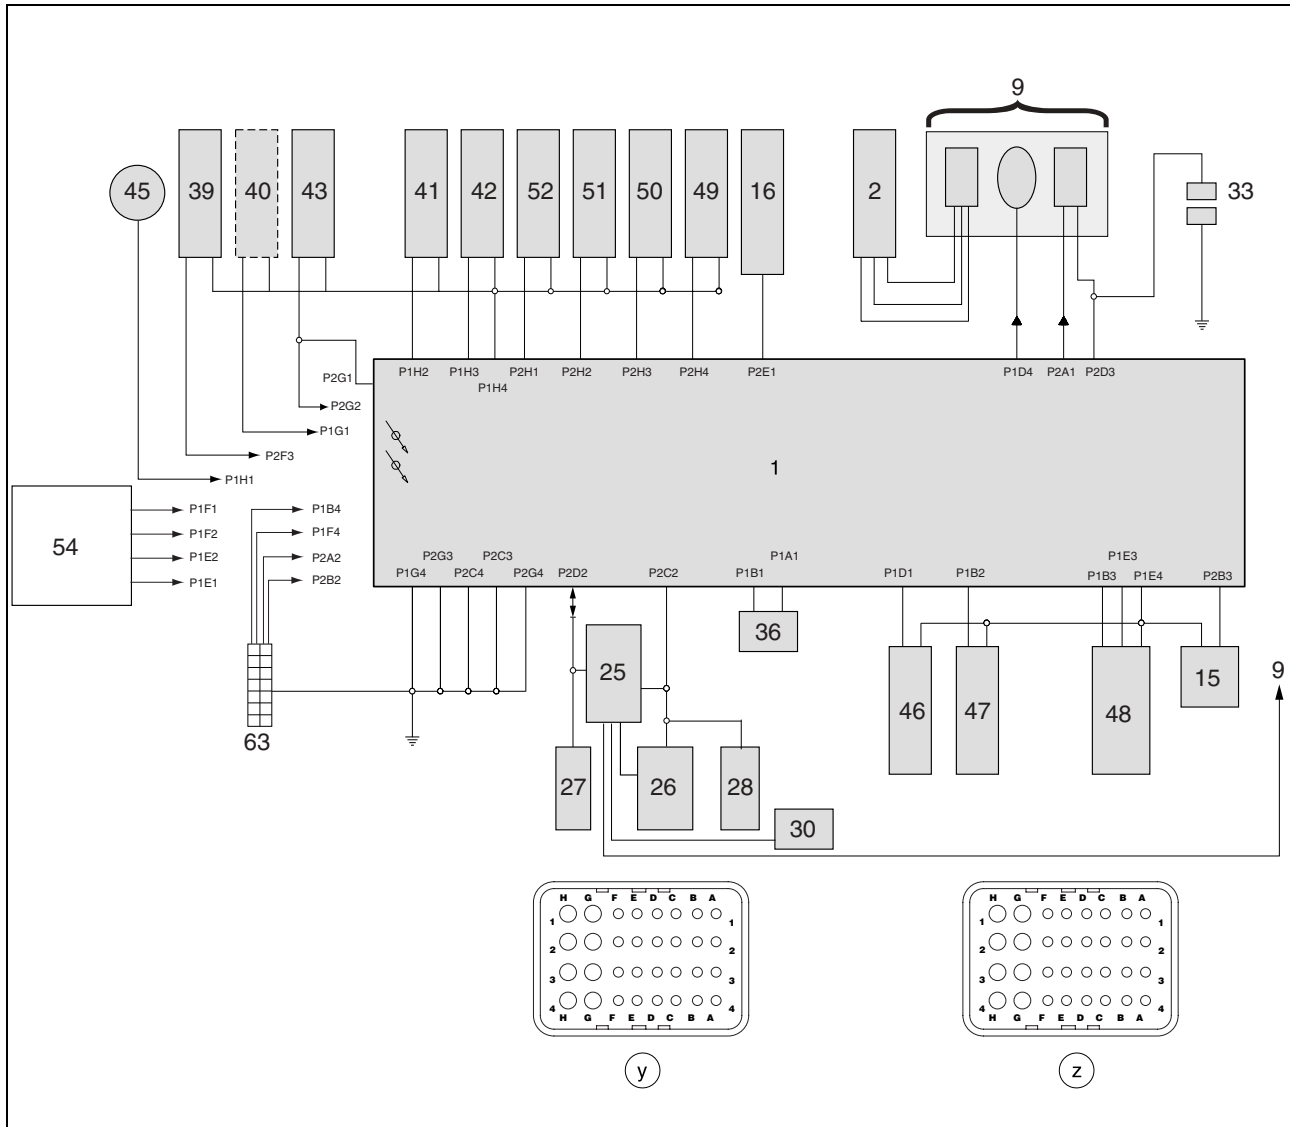 9
45 39 40 43 41 42 52 51 50 49 16 2 33
P2G1 P1H2 P1H3 P2H1 P2H2 P2H3 P2H4 P2E1 P1D4 P2A1 P2D3
P1H4
P2G2
P1G1
P2F3
1
P1H1
P1F1 P1B4
P1F2 P1F4
54
P1E2 P2A2
P1E1 P2B2
P2G3 P2C3 P1A1 P1E3
P1G4 P2C4 P2G4 P2D2 P2C2 P1B1 P1D1 P1B2 P1B3 P1E4 P2B3
36
25 15 9
46 47 48
63
27 26 28
30
H G F E D C B A
1 1
2 2
3 3
4 4
H G F E D C B A
y
H G F E D C B A
1 1
2 2
3 3
4 4
H G F E D C B A
z